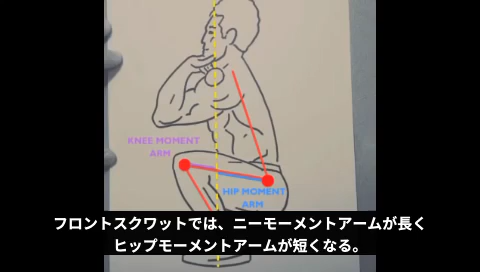 KNEE MOMENT
ARM
HIP MOMENT
ARM
フロントスクワットでは、ニーモーメントアームが長く
ヒップモーメントアームが短くなる。